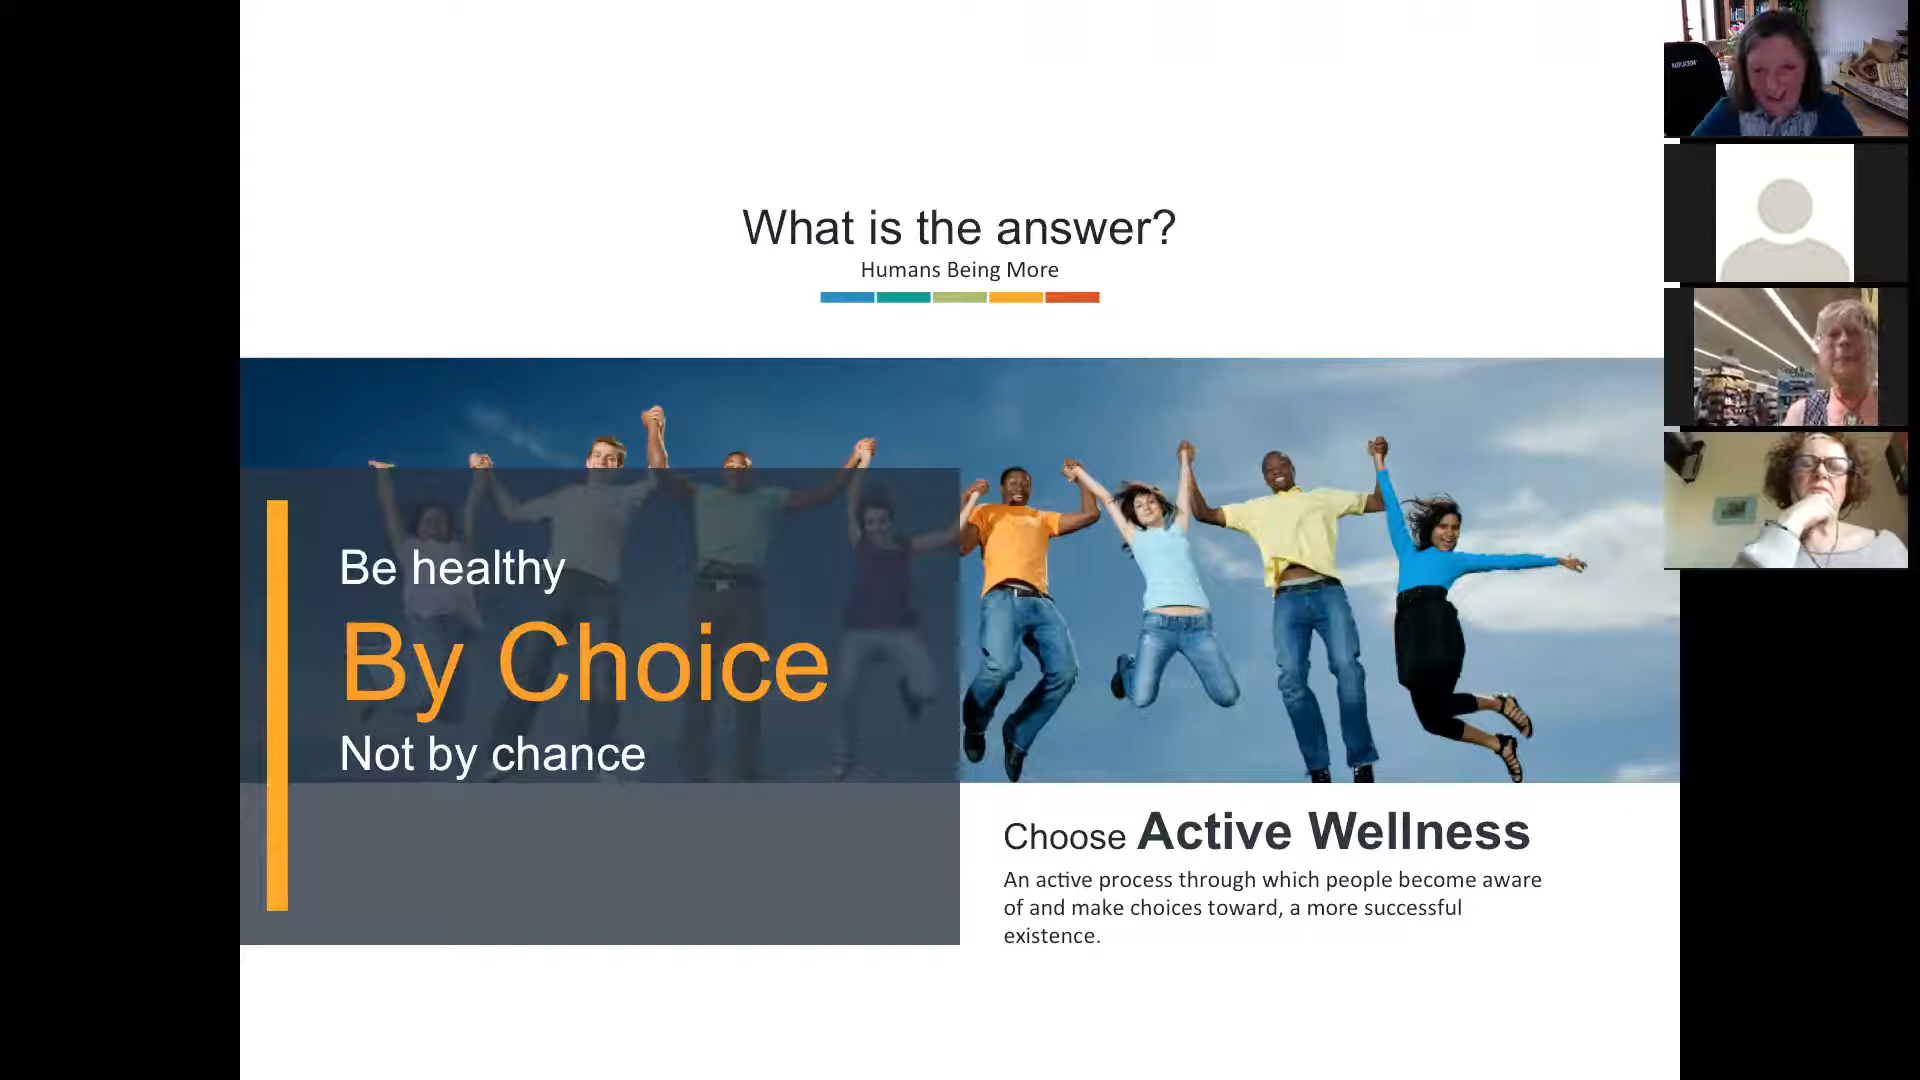 What is the answer?
Humans Being More
Be healthy
By Choice
Not by chance
Choose Active Wellness
An active process through which people become aware
of and make choices toward, a more successful
existence.
NIKKEN